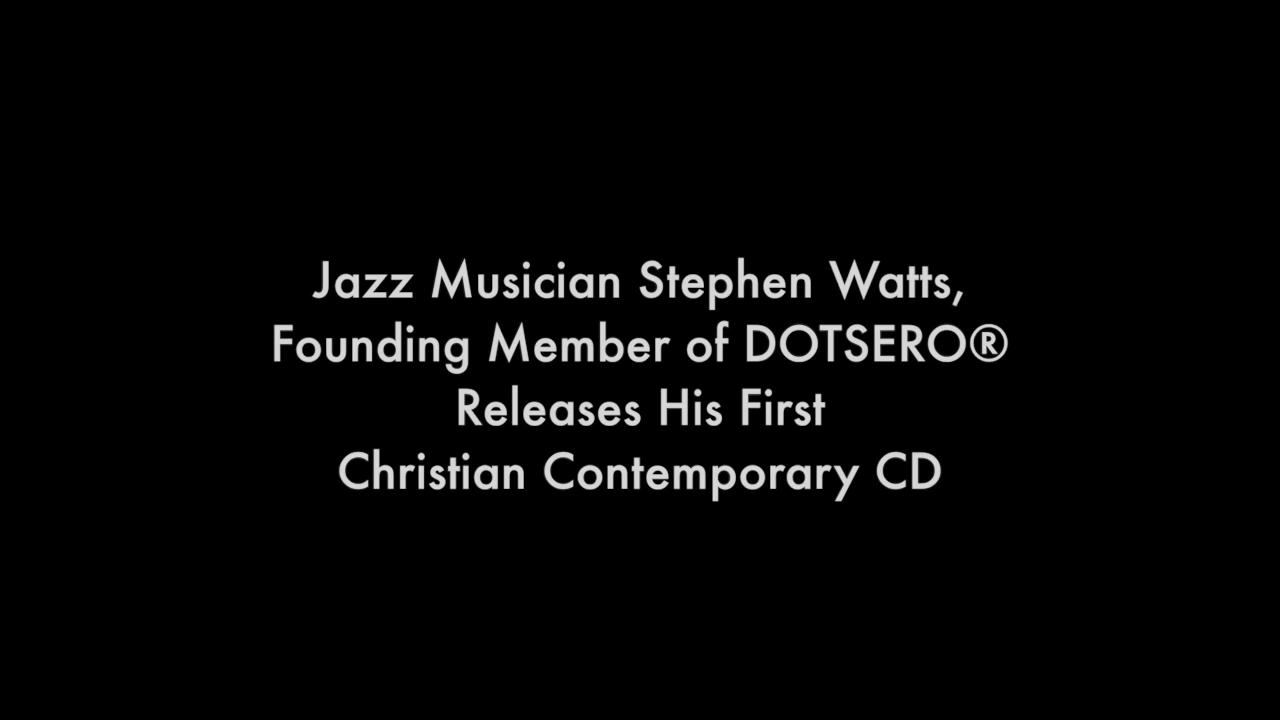 Jazz Musician Stephen Watts,
Founding Member of DOTSERO®
Releases His First
Christian Contemporary CD